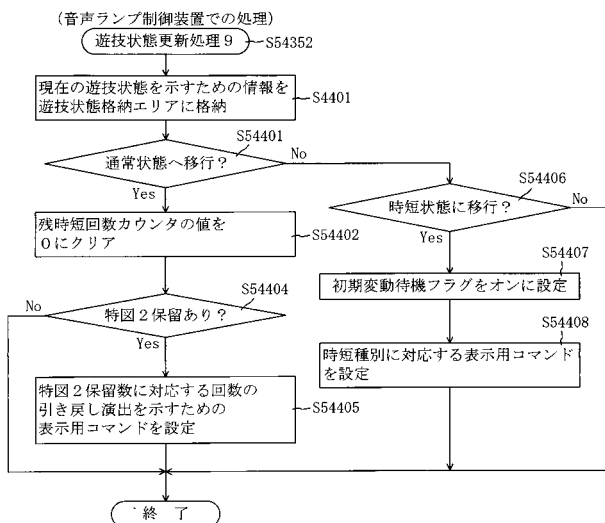 (音声ランプ制御装置での処理)
遊技状態更新処理9
S54352
現在の遊技状態を示すための情報を
遊技状態格納エリアに格納
S4401
S54401
通常状態へ移行?
No
Yes
S54406
時短状態に移行?
No
Yes
残時短回数カウンタの値を
0にクリア
S54402
S54407
初期変動待機フラグをオンに設定
S54404
特図2保留あり?
No
Yes
S54408
時短種別に対応する表示用コマンド
を設定
特図2保留数に対応する回数の
引き戻し演出を示すための
表示用コマンドを設定
S54405
終了